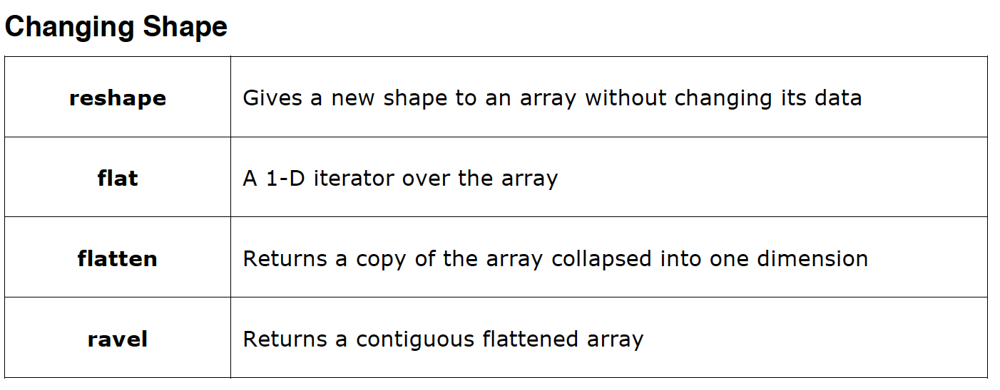 Changing Shape
reshape Gives a new shape to an array without changing its data
flat A 1-D iterator over the array
flatten Returns a copy of the array collapsed into one dimension
ravel Returns a contiguous flattened array